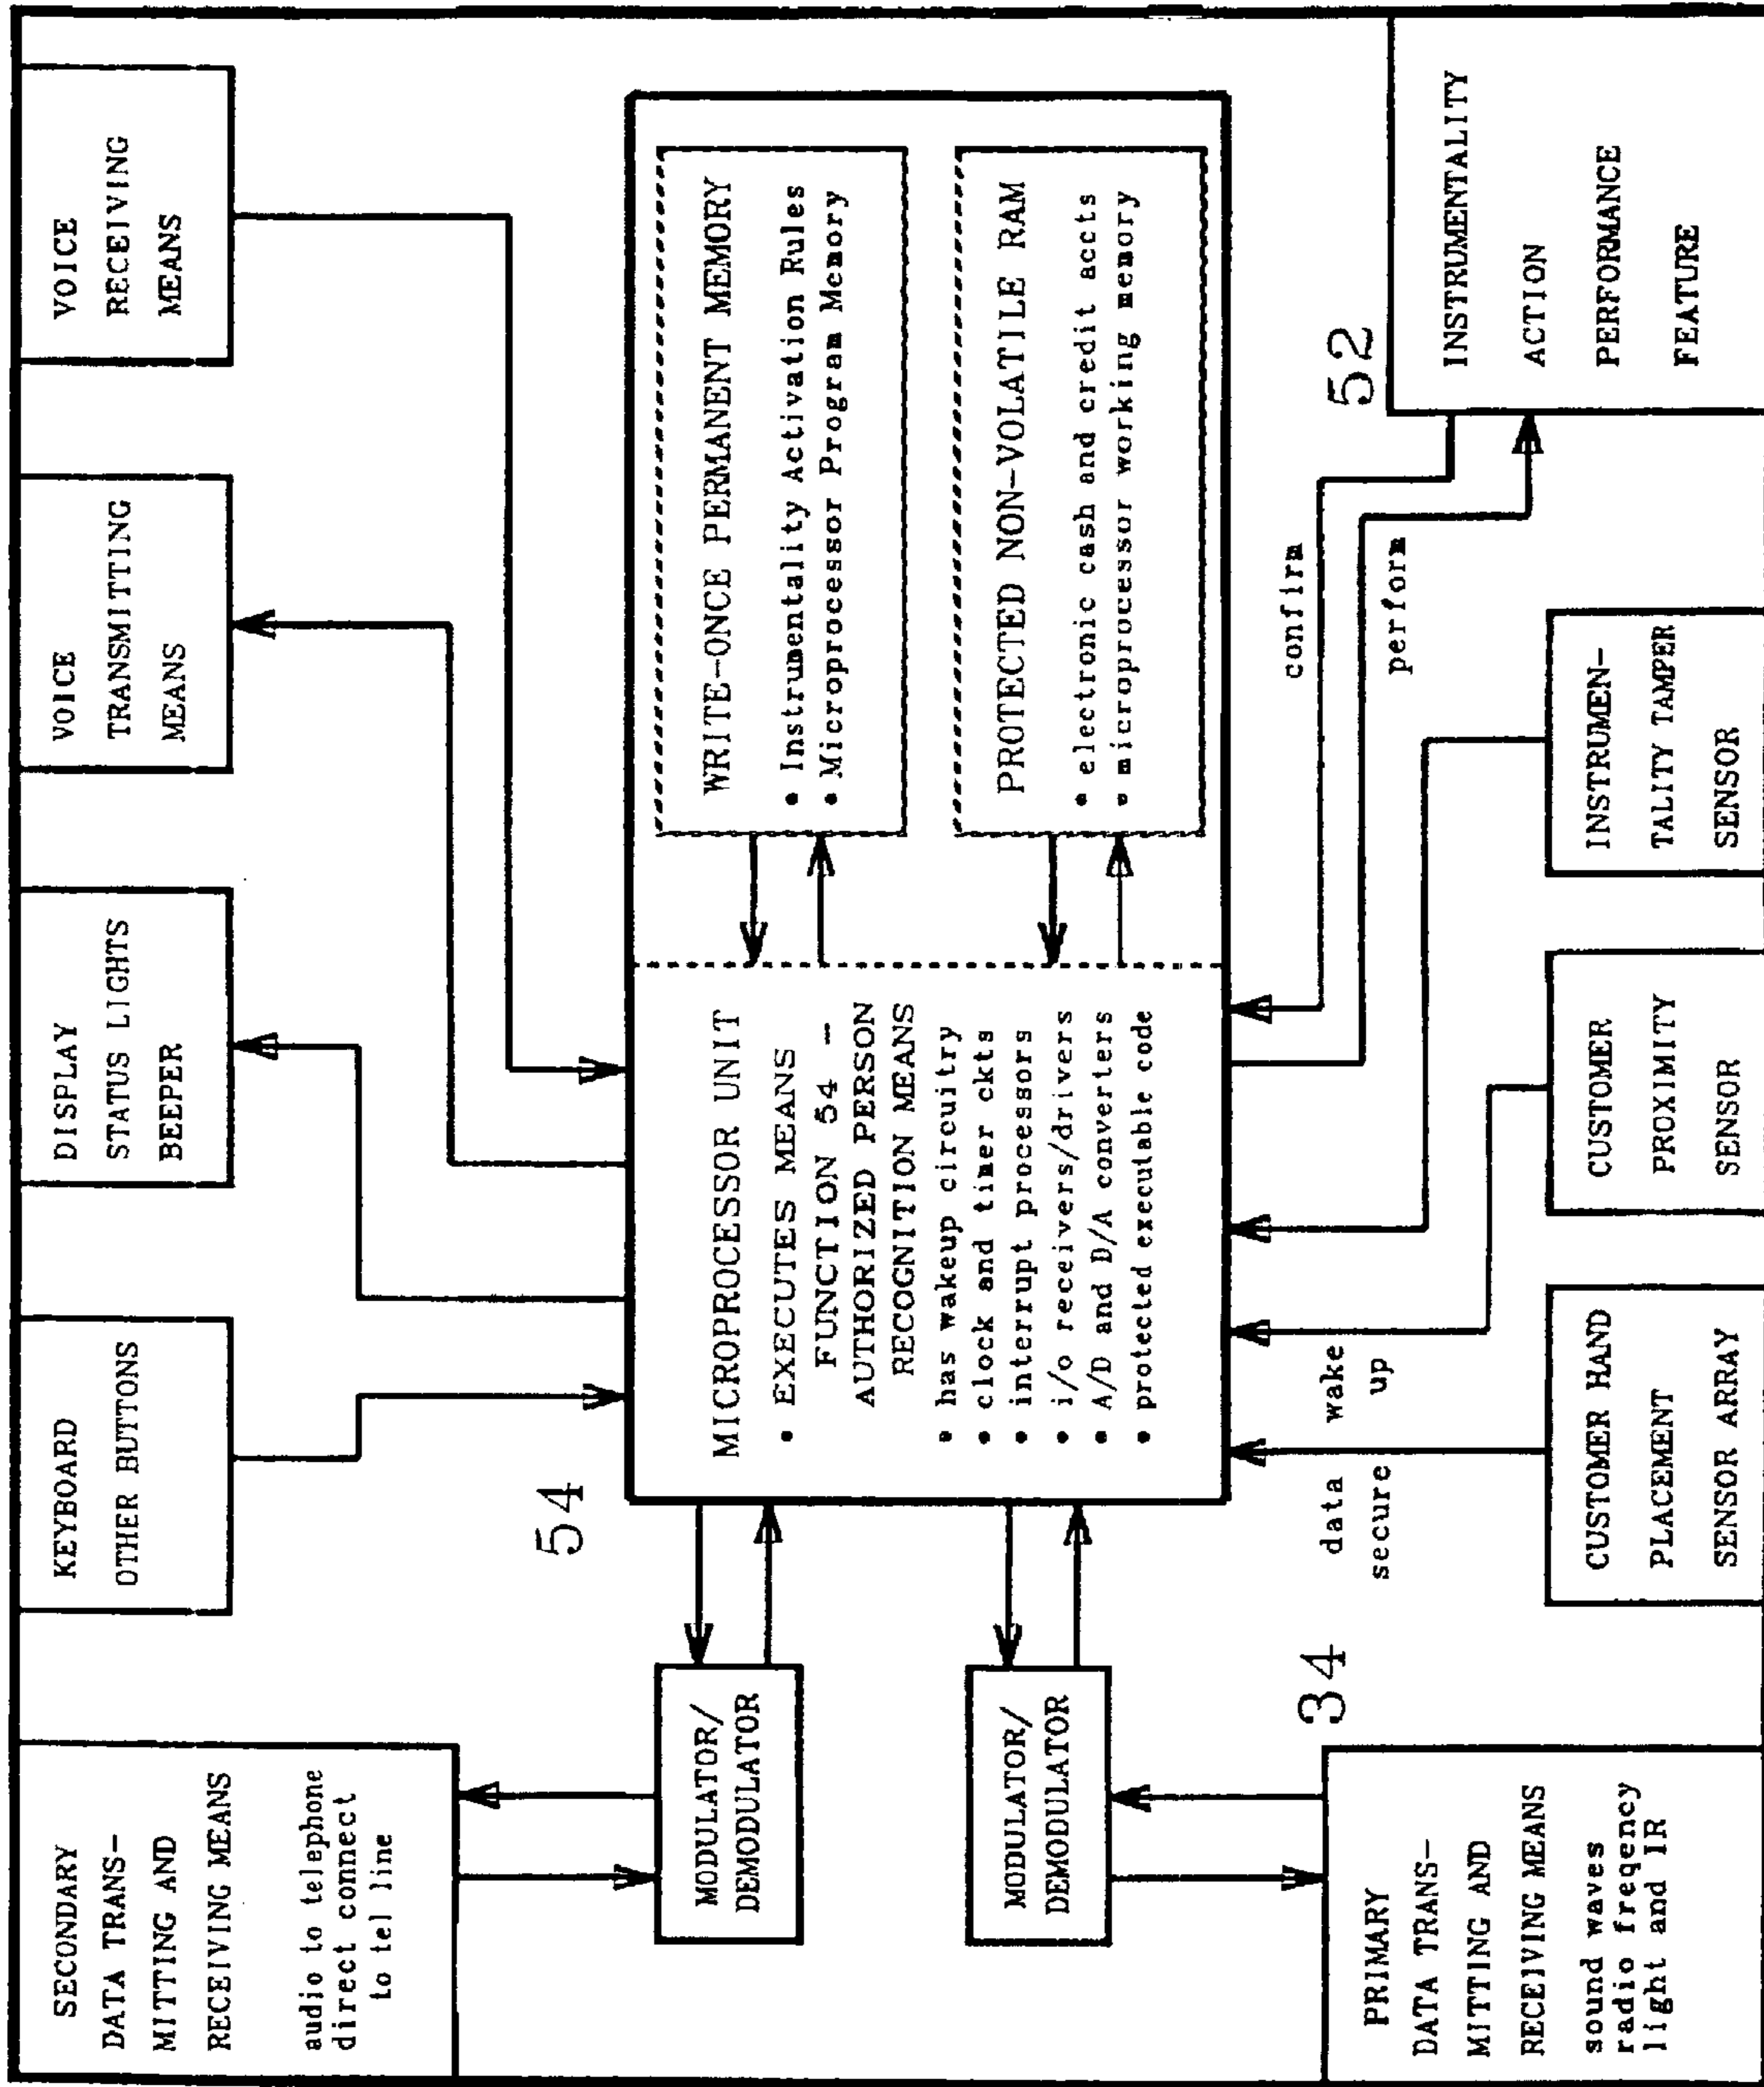 SECONDARY
DATA TRANS-
MITTING AND
RECEIVING MEANS
audio to telephone
direct connect
to tel line
KEYBOARD
OTHER BUTTONS
DISPLAY
STATUS LIGHTS
BEEPER
VOICE
TRANSMITTING
MEANS
VOICE
RECEIVING
MEANS
54
MODULATOR/
DEMODULATOR
MODULATOR/
DEMODULATOR
MICROPROCESSOR UNIT
• EXECUTES MEANS
FUNCTION 54 -
AUTHORIZED PERSON
RECOGNITION MEANS
• has wakeup circuitry
• clock and timer ckts
• interrupt processors
• i/o receivers/drivers
• A/D and D/A converters
• protected executable code
WRITE-ONCE PERMANENT MEMORY
• Instrumentality Activation Rules
• Microprocessor Program Memory
PROTECTED NON-VOLATILE RAM
• electronic cash and credit accts
• microprocessor working memory
34
data wake
secure up
confirm
perform
52
PRIMARY
DATA TRANS-
MITTING AND
RECEIVING MEANS
sound waves
radio freqency
light and IR
CUSTOMER HAND
PLACEMENT
SENSOR ARRAY
CUSTOMER
PROXIMITY
SENSOR
INSTRUMEN-
TALITY TAMPER
SENSOR
INSTRUMENTALITY
ACTION
PERFORMANCE
FEATURE